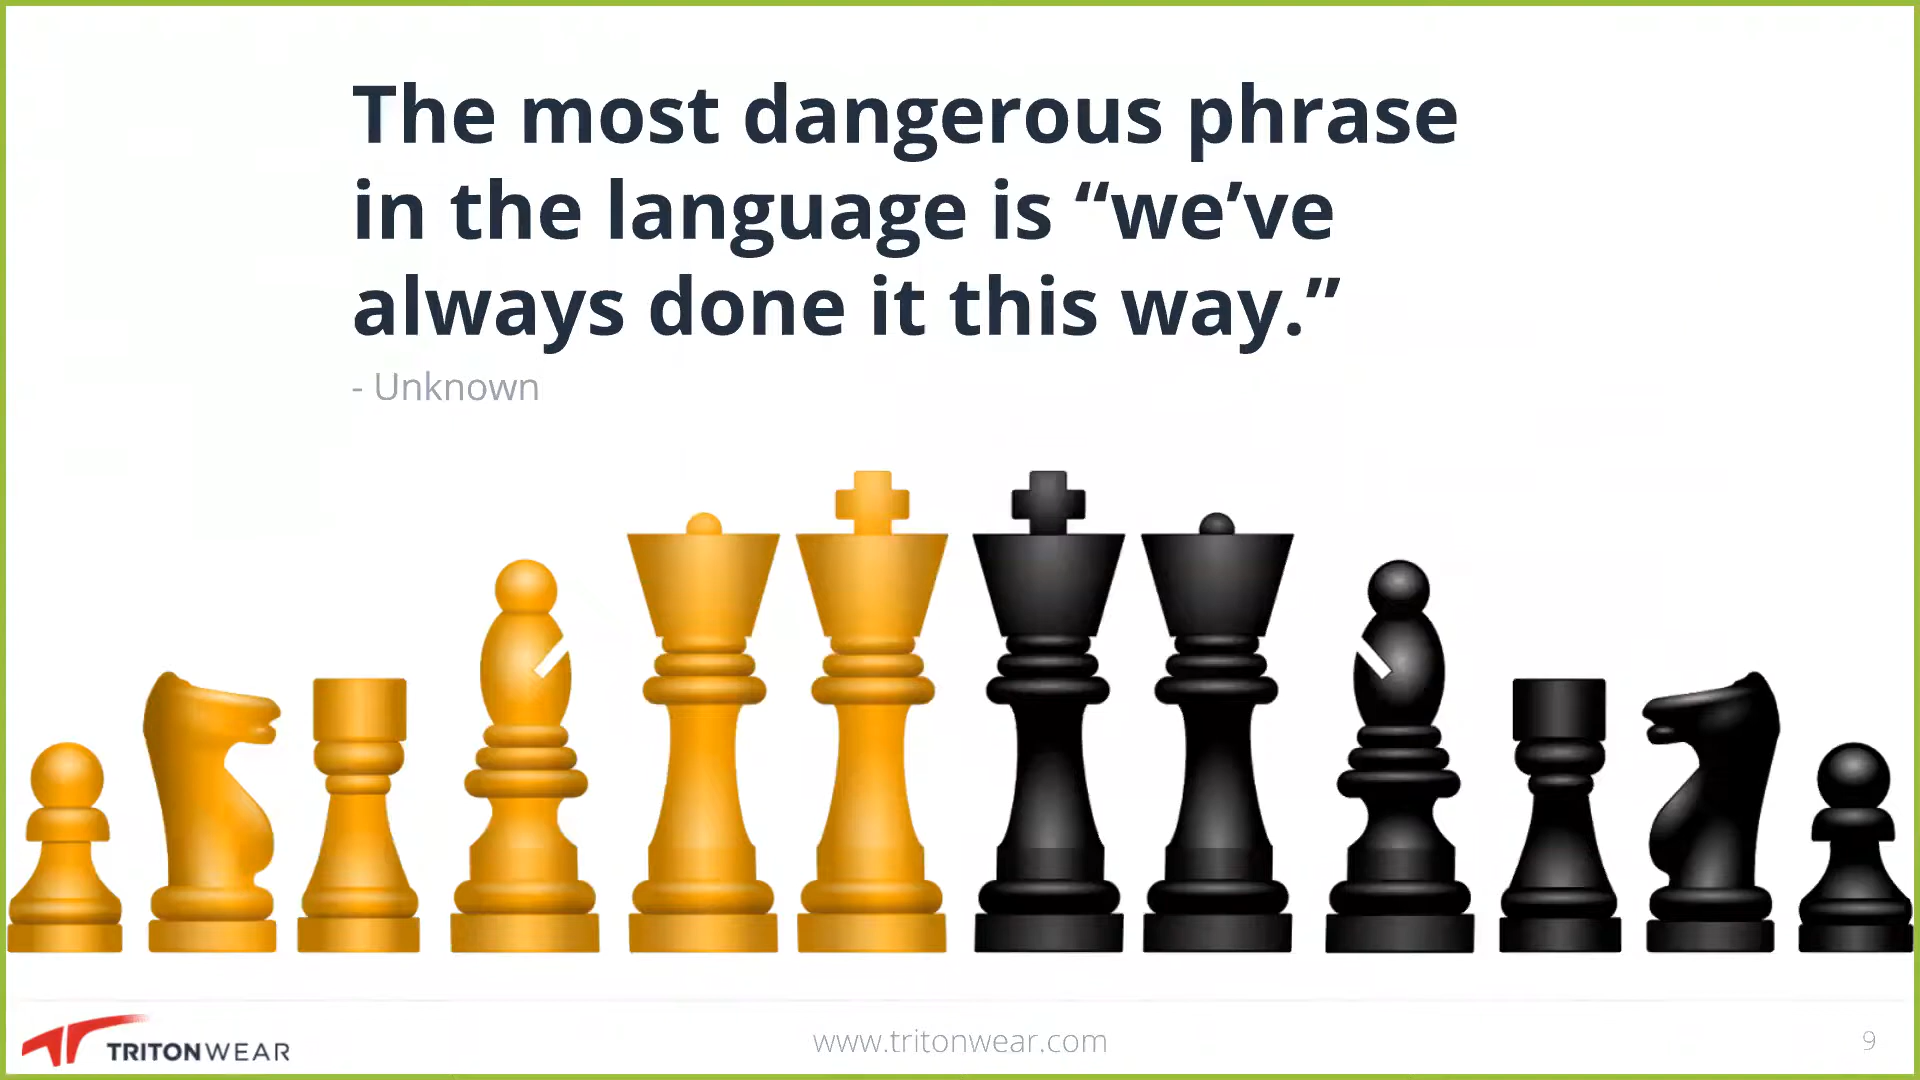 The most dangerous phrase
in the language is “we’ve
always done it this way.”
- Unknown
TRITONWEAR
www.tritonwear.com
9